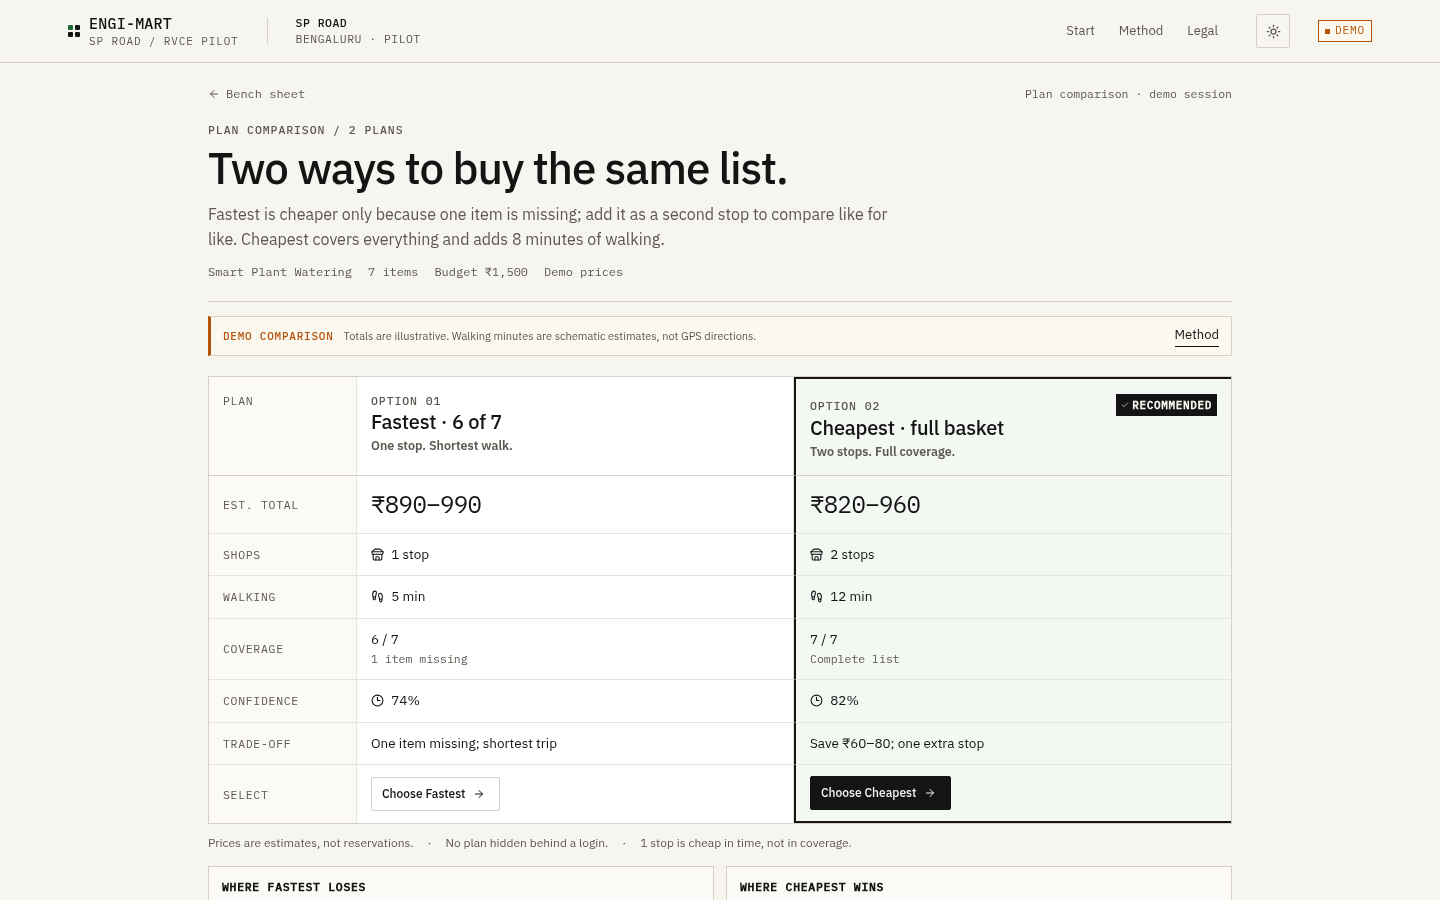 ENGI-MART
SP ROAD / RVCE PILOT
SP ROAD
BENGALURU · PILOT
Start
Method
Legal
DEMO
← Bench sheet
Plan comparison · demo session
PLAN COMPARISON / 2 PLANS
Two ways to buy the same list.
Fastest is cheaper only because one item is missing; add it as a second stop to compare like for
like. Cheapest covers everything and adds 8 minutes of walking.
Smart Plant Watering 7 items Budget ₹1,500 Demo prices
DEMO COMPARISON Totals are illustrative. Walking minutes are schematic estimates, not GPS directions.
Method
PLAN
OPTION 01
Fastest · 6 of 7
One stop. Shortest walk.
OPTION 02
RECOMMENDED
Cheapest · full basket
Two stops. Full coverage.
EST. TOTAL
₹890–990
₹820–960
SHOPS
1 stop
2 stops
WALKING
5 min
12 min
COVERAGE
6 / 7
1 item missing
7 / 7
Complete list
CONFIDENCE
74%
82%
TRADE-OFF
One item missing; shortest trip
Save ₹60–80; one extra stop
SELECT
Choose Fastest →
Choose Cheapest →
Prices are estimates, not reservations. · No plan hidden behind a login. · 1 stop is cheap in time, not in coverage.
WHERE FASTEST LOSES
WHERE CHEAPEST WINS